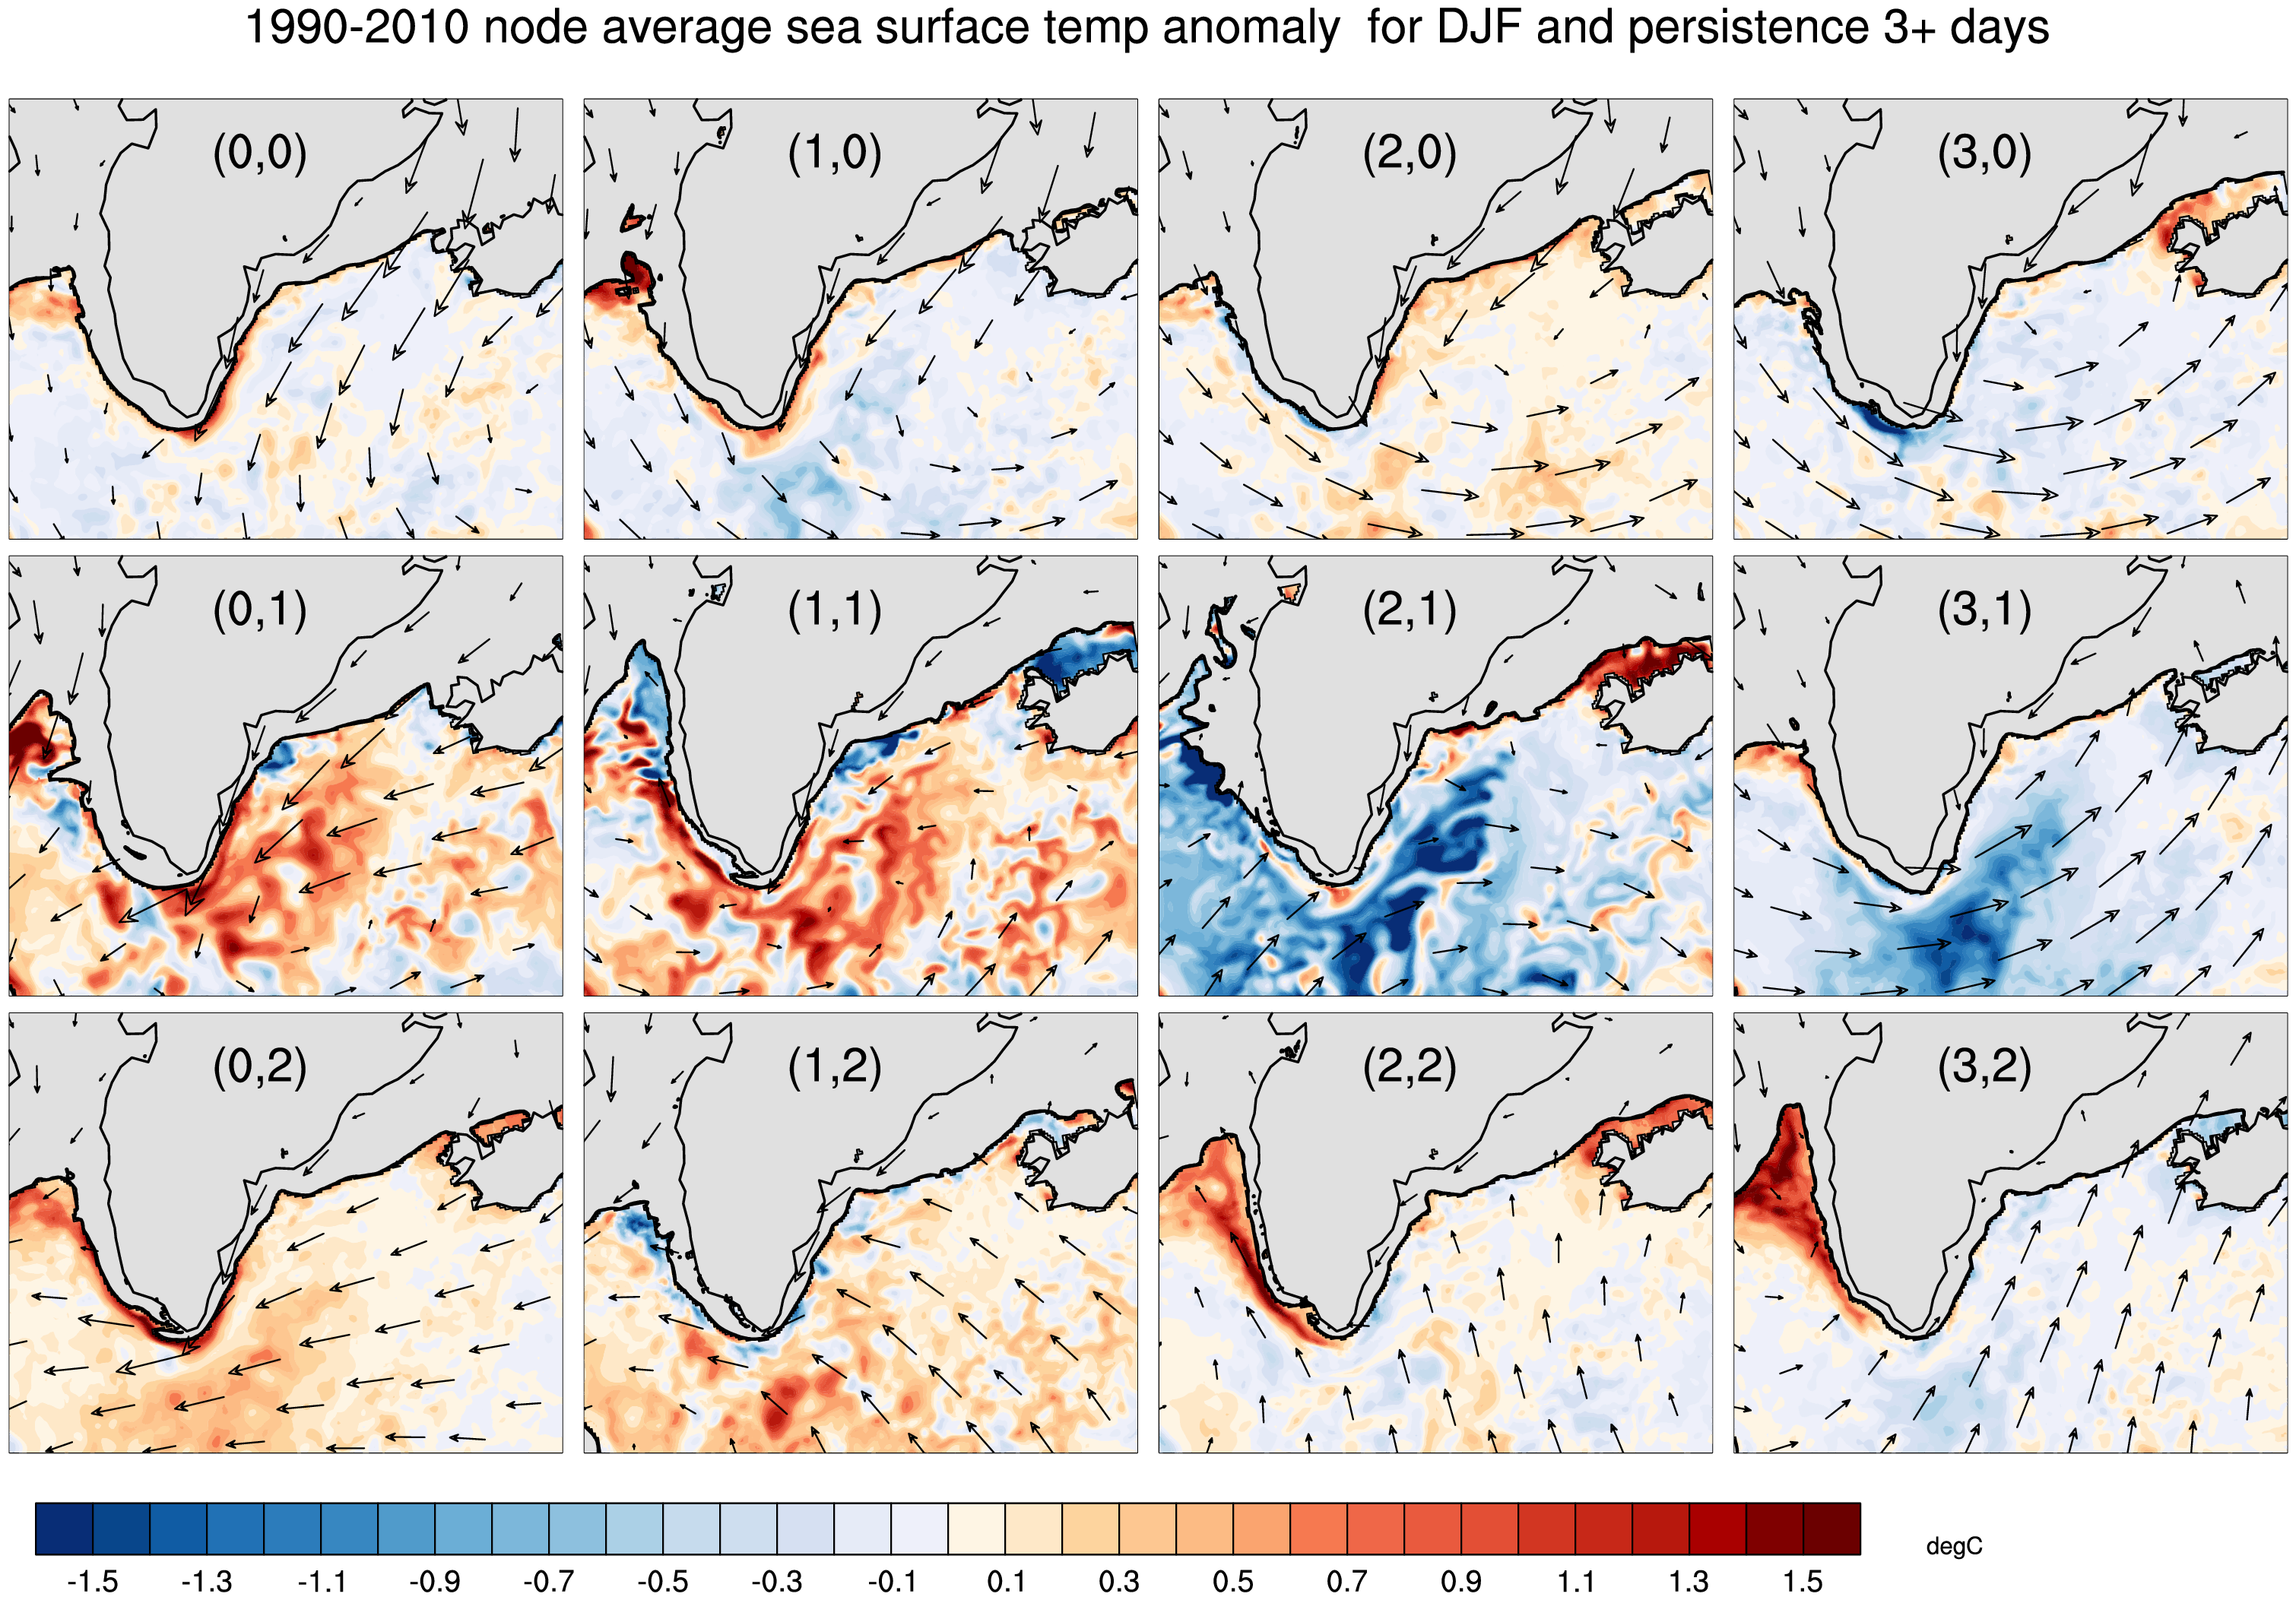 1990-2010 node average sea surface temp anomaly  for DJF and persistence 3+ days
(0,0) (1,0) (2,0) (3,0)
(0,1) (1,1) (2,1) (3,1)
(0,2) (1,2) (2,2) (3,2)
degC
-1.5 -1.3 -1.1 -0.9 -0.7 -0.5 -0.3 -0.1 0.1 0.3 0.5 0.7 0.9 1.1 1.3 1.5